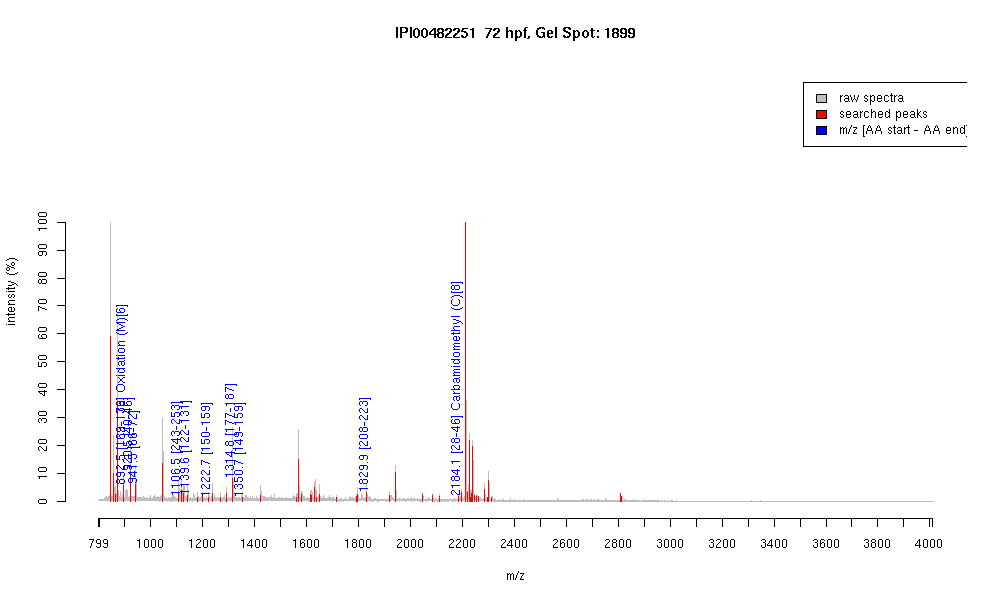 IPI00482251 72 hpf, Gel Spot: 1899
raw spectra
searched peaks
m/z [AA start - AA end]
intensity (%)
100
90
80
70
60
50
40
30
20
10
0
Oxidation (M)[6]
1106.5 [243-253]
1139.6 [122-131]
1222.7 [150-159]
1314.8 [177-187]
1350.7 [149-159]
1829.9 [208-223]
2184.1 [28-46] Carbamidomethyl (C)[8]
799 1000 1200 1400 1600 1800 2000 2200 2400 2600 2800 3000 3200 3400 3600 3800 4000
m/z